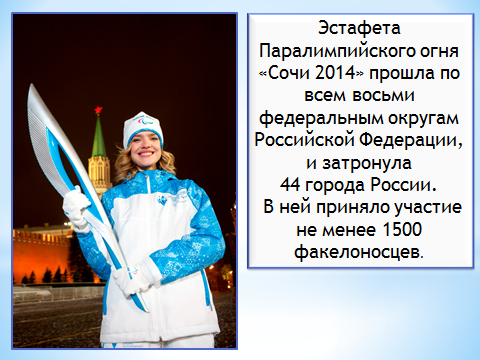 Эстафета
Паралимпийского огня
«Сочи 2014» прошла по
всем восьми
федеральным округам
Российской Федерации,
и затронула
44 города России.
В ней приняло участие
не менее 1500
факелоносцев.